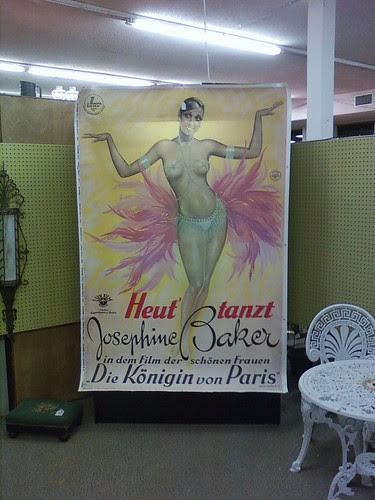 Heut' tanzt
Josephine Baker
in dem Film der schönen Frauen
"Die Königin von Paris"